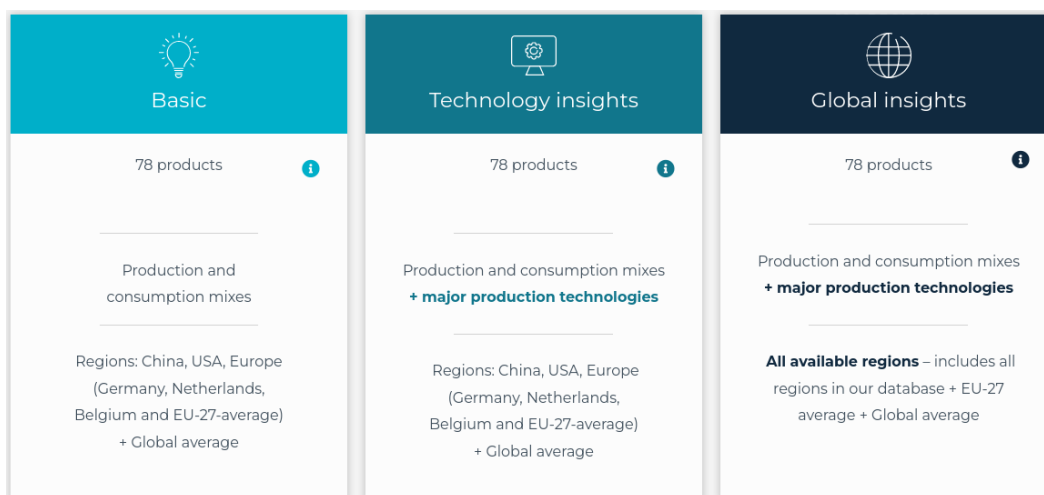 Basic
78 products
Production and
consumption mixes
Regions: China, USA, Europe
(Germany, Netherlands,
Belgium and EU-27-average)
+ Global average
Technology insights
78 products
Production and consumption mixes
+ major production technologies
Regions: China, USA, Europe
(Germany, Netherlands,
Belgium and EU-27-average)
+ Global average
Global insights
78 products
Production and consumption mixes
+ major production technologies
All available regions – includes all
regions in our database + EU-27
average + Global average